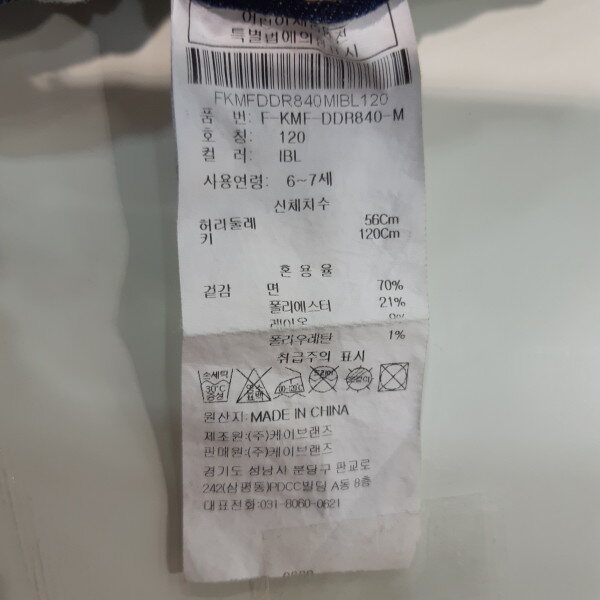 특별법에의한
FKMFDDR840MIBL120
품 번: F-KMF-DDR840-M
호 칭: 120
컬 러: IBL
사용연령: 6~7세
신체치수
허리둘레 56Cm
키 120Cm
혼 용 율
겉감 면 70%
폴리에스터 21%
폴리우레탄 1%
취급주의 표시
손세탁
30℃
중성
염소
표백
드라이
원산지: MADE IN CHINA
제조원:(주)케이브랜즈
판매원:(주)케이브랜즈
경기도 성남시 분당구 판교로
242(삼평동)PDCC빌딩 A동 8층
대표전화:031-8060-0621